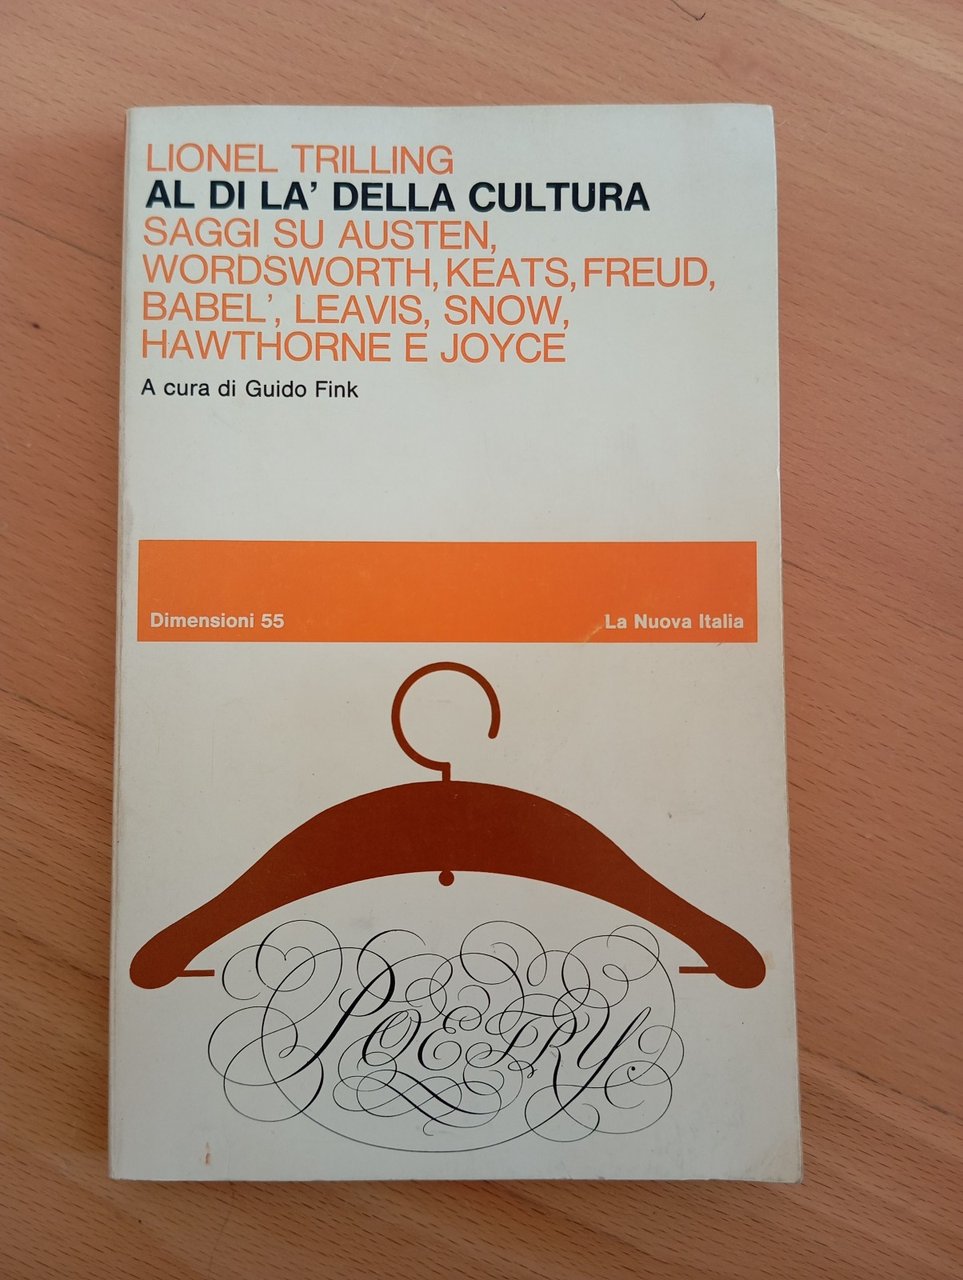 LIONEL TRILLING
AL DI LA' DELLA CULTURA
SAGGI SU AUSTEN,
WORDSWORTH, KEATS, FREUD,
BABEL', LEAVIS, SNOW,
HAWTHORNE E JOYCE
A cura di Guido Fink
Dimensioni 55
La Nuova Italia
POETRY.